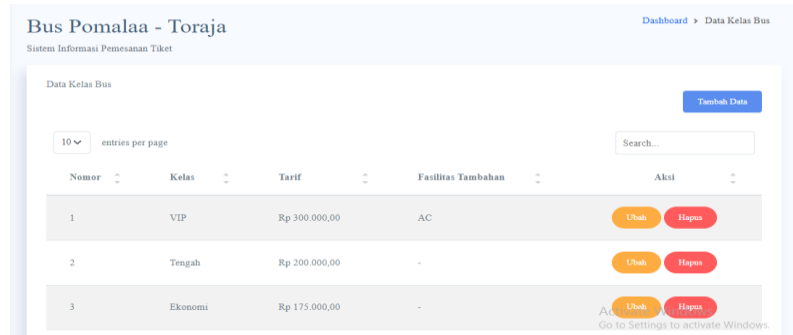 Bus Pomalaa - Toraja
Dashboard > Data Kelas Bus
Sistem Informasi Pemesanan Tiket
Data Kelas Bus
Tambah Data
10 entries per page
Search...
Nomor Kelas Tarif Fasilitas Tambahan Aksi
1 VIP Rp 300.000,00 AC Ubah Hapus
2 Tengah Rp 200.000,00 - Ubah Hapus
3 Ekonomi Rp 175.000,00 - Ubah Hapus
Activate Windows
Go to Settings to activate Windows.